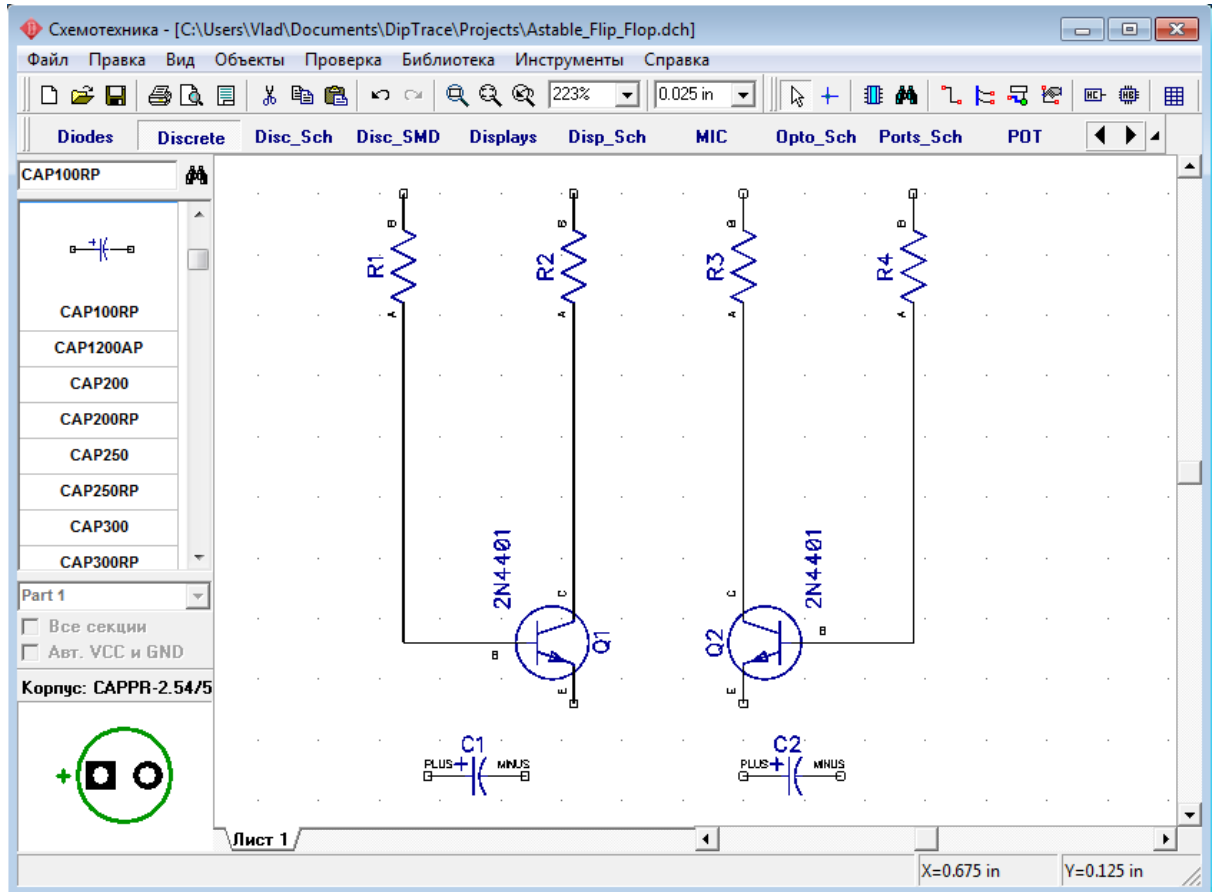 Схемотехника - [C:\Users\Vlad\Documents\DipTrace\Projects\Astable_Flip_Flop.dch]
Файл Правка Вид Объекты Проверка Библиотека Инструменты Справка
223% 0.025 in
Diodes Discrete Disc_Sch Disc_SMD Displays Disp_Sch MIC Opto_Sch Ports_Sch POT
CAP100RP
CAP100RP
CAP1200AP
CAP200
CAP200RP
CAP250
CAP250RP
CAP300
CAP300RP
Part 1
Все секции
Авт. VCC и GND
Корпус: CAPPR-2.54/5
B B B B
R1 R2 R3 R4
A A A A
2N4401 2N4401
C C
B Q1 Q2 B
E E
C1 C2
PLUS MINUS PLUS MINUS
Лист 1
X=0.675 in Y=0.125 in